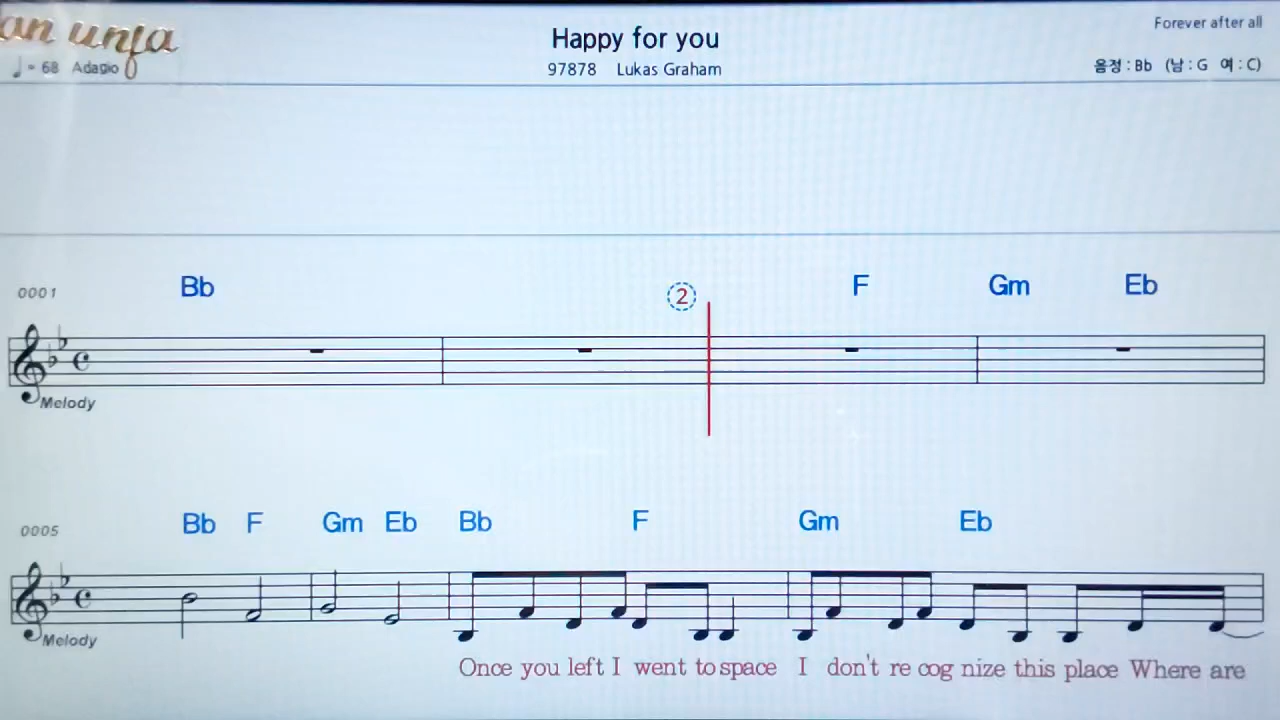 an unja
Happy for you
Forever after all
♩= 68 Adagio
97878 Lukas Graham
음정 : Bb (남 : G 여 : C)
0001 Bb ② F Gm Eb
Melody
0005 Bb F Gm Eb Bb F Gm Eb
Melody
Once you left I went to space I don't re cog nize this place Where are